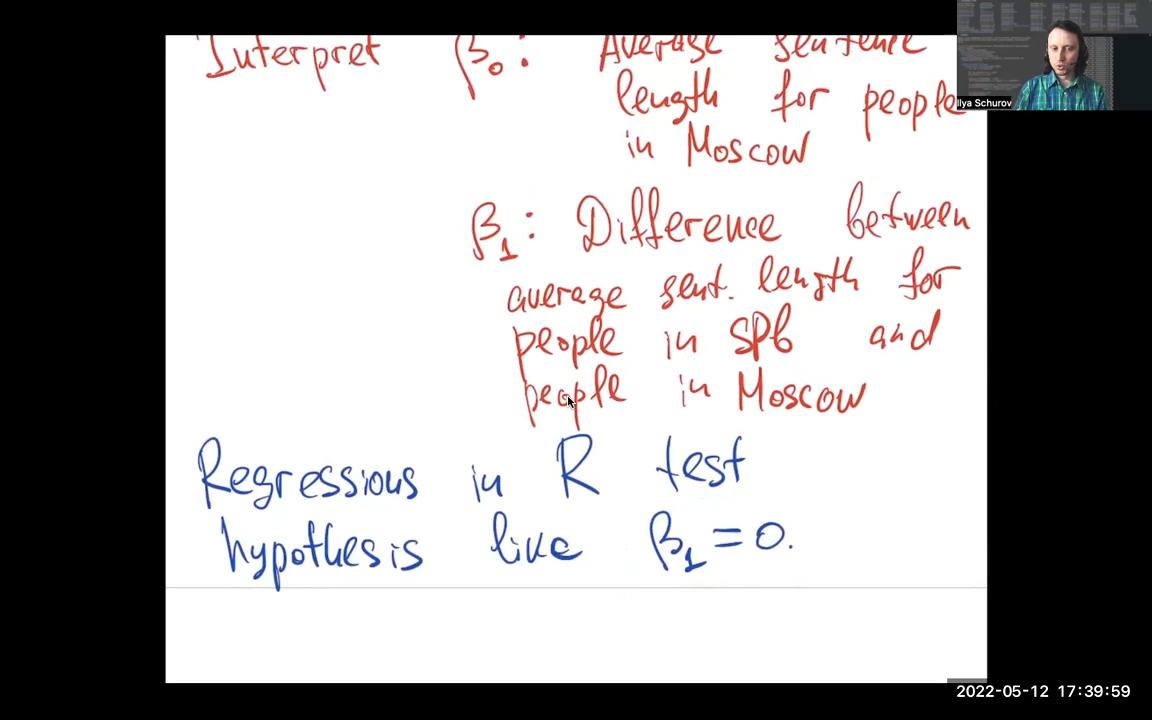 Interpret β₀: Average sentence
length for people
in Moscow
Ilya Schurov
β₁: Difference between
average sent. length for
people in SPb and
people in Moscow
Regressions in R test
hypothesis like β₁ = 0.
2022-05-12 17:39:59